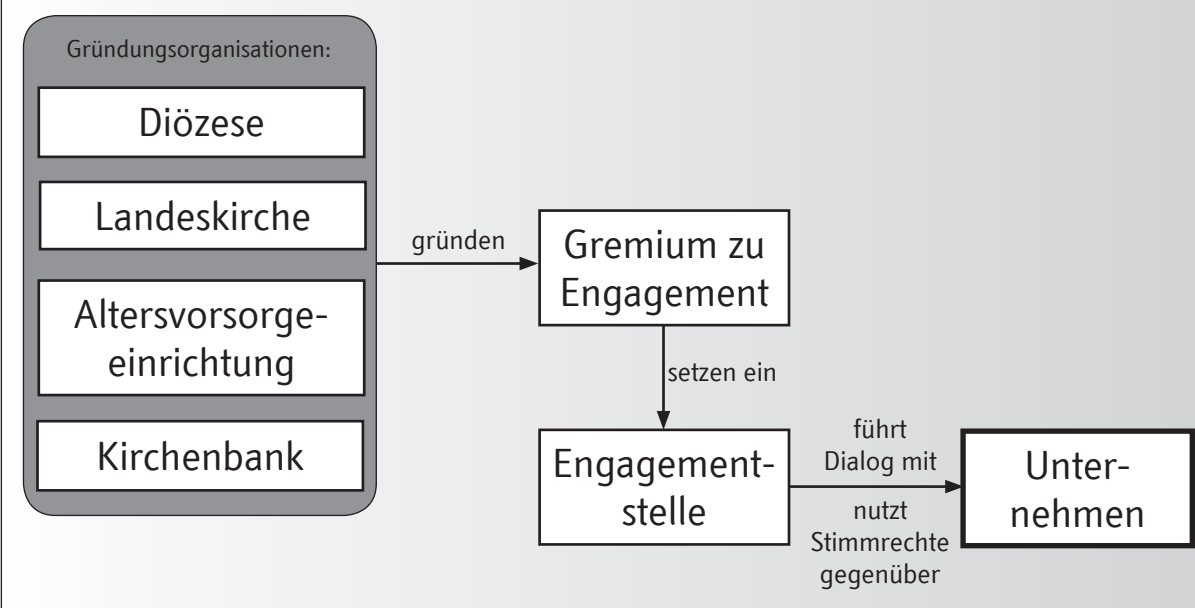 Gründungsorganisationen:
Diözese
Landeskirche
Altersvorsorge-
einrichtung
Kirchenbank
gründen
Gremium zu
Engagement
setzen ein
Engagement-
stelle
führt
Dialog mit
nutzt
Stimmrechte
gegenüber
Unter-
nehmen